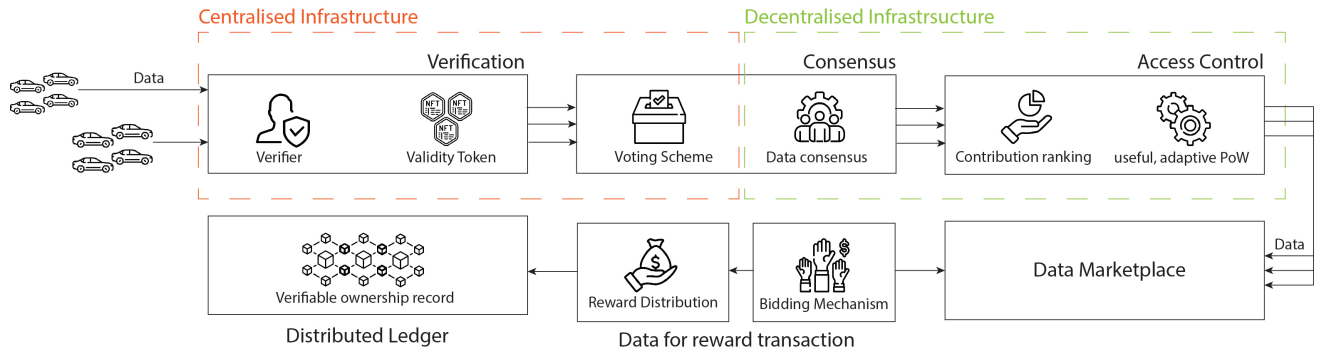 Centralised Infrastructure
Decentralised Infrastrsucture
Verification
Consensus
Access Control
Data
NFT
NFT
NFT
Verifier
Validity Token
Voting Scheme
Data consensus
Contribution ranking
useful, adaptive PoW
Data
Verifiable ownership record
Reward Distribution
Bidding Mechanism
Data Marketplace
Distributed Ledger
Data for reward transaction